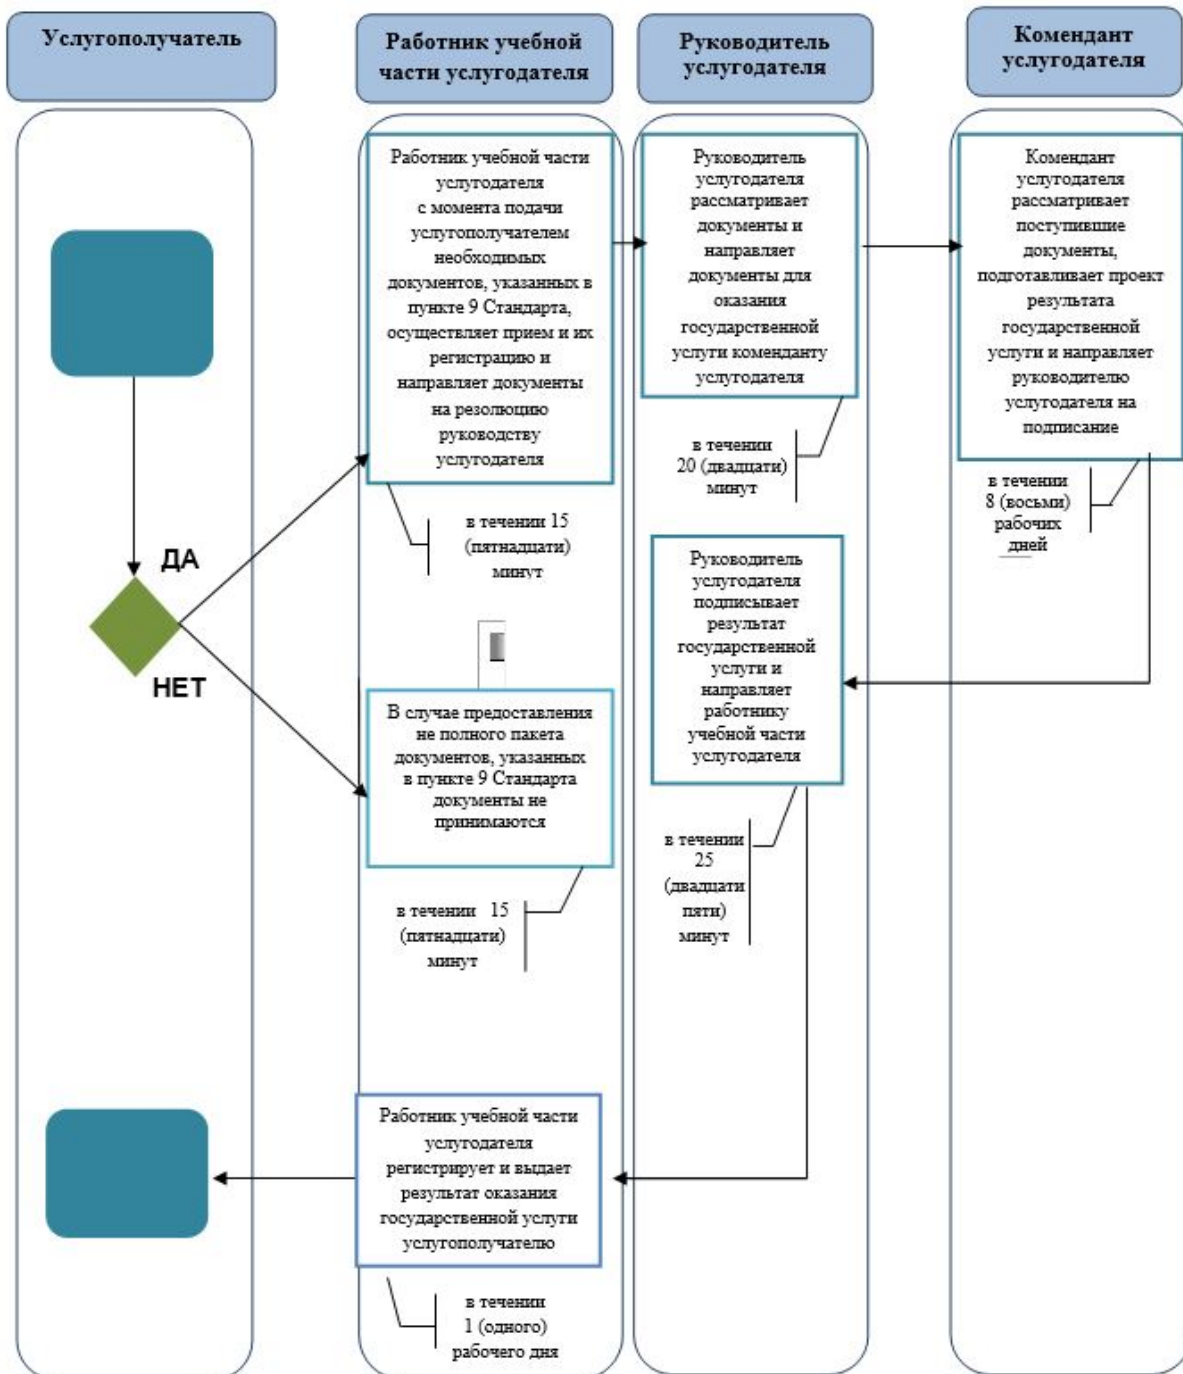 Услугополучатель
Работник учебной
части услугодателя
Руководитель
услугодателя
Комендант
услугодателя
Работник учебной части
услугодателя
с момента подачи
услугополучателем
необходимых
документов, указанных в
пункте 9 Стандарта,
осуществляет прием и их
регистрацию и
направляет документы
на резолюцию
руководству
услугодателя
в течении 15
(пятнадцати)
минут
Руководитель
услугодателя
рассматривает
документы и
направляет
документы для
оказания
государственной
услуги коменданту
услугодателя
в течении
20 (двадцати)
минут
Комендант
услугодателя
рассматривает
поступившие
документы,
подготавливает проект
результата
государственной
услуги и направляет
руководителю
услугодателя на
подписание
в течении
8 (восьми)
рабочих
дней
ДА
НЕТ
В случае предоставления
не полного пакета
документов, указанных
в пункте 9 Стандарта
документы не
принимаются
в течении 15
(пятнадцати)
минут
Руководитель
услугодателя
подписывает
результат
государственной
услуги и
направляет
работнику
учебной части
услугодателя
в течении
25
(двадцати
пяти)
минут
Работник учебной части
услугодателя
регистрирует и выдает
результат оказания
государственной услуги
услугополучателю
в течении
1 (одного)
рабочего дня